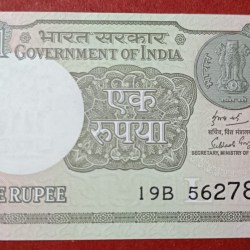 1 भारत सरकार
GOVERNMENT OF INDIA
एक
रुपया
सचिव, वित्त मंत्रालय
SECRETARY, MINISTRY OF
E RUPEE
19B 56278
L